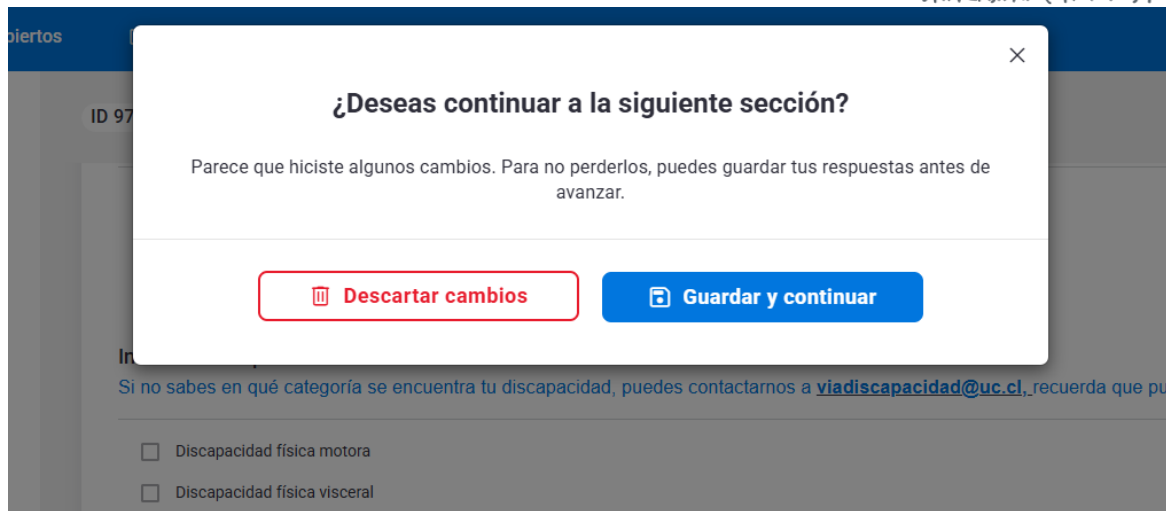 biertos
ID 97
¿Deseas continuar a la siguiente sección?
Parece que hiciste algunos cambios. Para no perderlos, puedes guardar tus respuestas antes de
avanzar.
Descartar cambios
Guardar y continuar
In
Si no sabes en qué categoría se encuentra tu discapacidad, puedes contactarnos a viadiscapacidad@uc.cl, recuerda que pu
Discapacidad física motora
Discapacidad física visceral